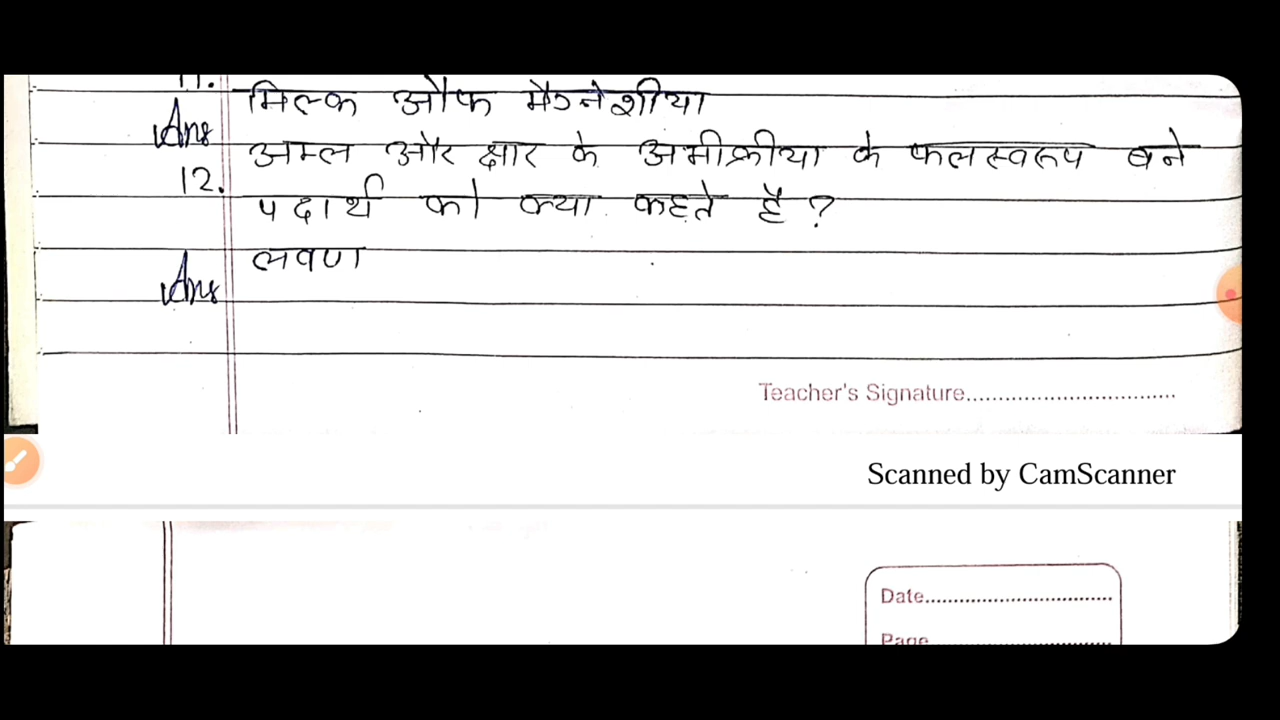 11.
Ans मिल्क ऑफ मैग्नेशीया
12. अम्ल और क्षार के अभीक्रीया के फलस्वरूप बने
पदार्थ को क्या कहते है ?
Ans लवण
Teacher's Signature
Scanned by CamScanner
Date
Page